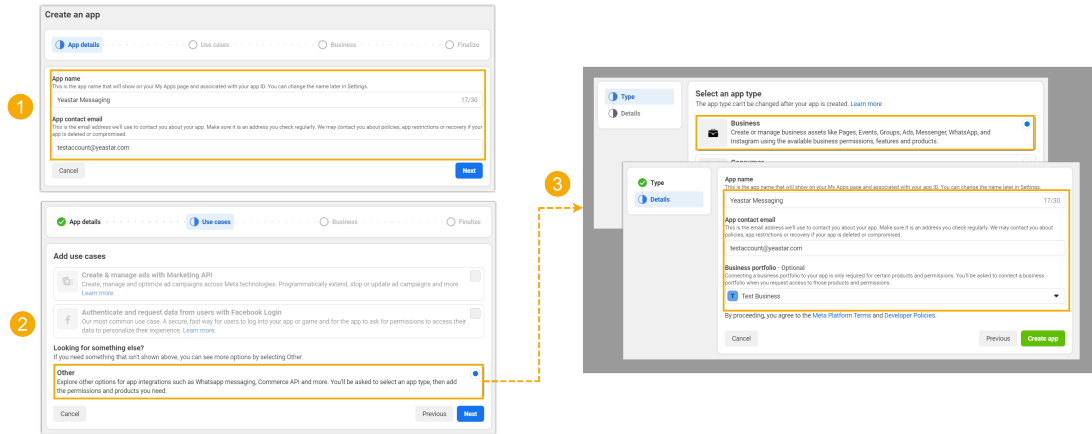 Create an app
App details
Use cases
Business
Finalize
1
App name
This is the app name that will show on your My Apps page and associated with your app ID. You can change the name later in Settings.
Yeastar Messaging
17/30
App contact email
This is the email address we'll use to contact you about your app. Make sure it is an address you check regularly. We may contact you about policies, app restrictions or recovery if your
app is deleted or compromised.
testaccount@yeastar.com
Cancel
Next
App details
Use cases
Business
Finalize
2
Add use cases
Create & manage ads with Marketing API
Create, manage and optimize ad campaigns across Meta technologies. Programmatically extend, stop or update ad campaigns and more.
Learn more.
Authenticate and request data from users with Facebook Login
Our most common use case. A secure, fast way for users to log into your app or game and for the app to ask for permissions to access their
data to personalize their experience. Learn more.
Looking for something else?
If you need something that isn't shown above, you can see more options by selecting Other.
Other
Explore other options for app integrations such as Whatsapp messaging, Commerce API and more. You'll be asked to select an app type, then add
the permissions and products you need.
Cancel
Previous
Next
3
Type
Details
Select an app type
The app type can't be changed after your app is created. Learn more
Business
Create or manage business assets like Pages, Events, Groups, Ads, Messenger, WhatsApp, and
Instagram using the available business permissions, features and products.
Type
Details
App name
This is the app name that will show on your My Apps page and associated with your app ID. You can change the name later in Settings.
Yeastar Messaging
17/30
App contact email
This is the email address we'll use to contact you about your app. Make sure it is an address you check regularly. We may contact you about
policies, app restrictions or recovery if your app is deleted or compromised.
testaccount@yeastar.com
Business portfolio - Optional
Connecting a business portfolio to your app is only required for certain products and permissions. You'll be asked to connect a business
portfolio when you request access to those products and permissions.
T
Test Business
By proceeding, you agree to the Meta Platform Terms and Developer Policies.
Cancel
Previous
Create app